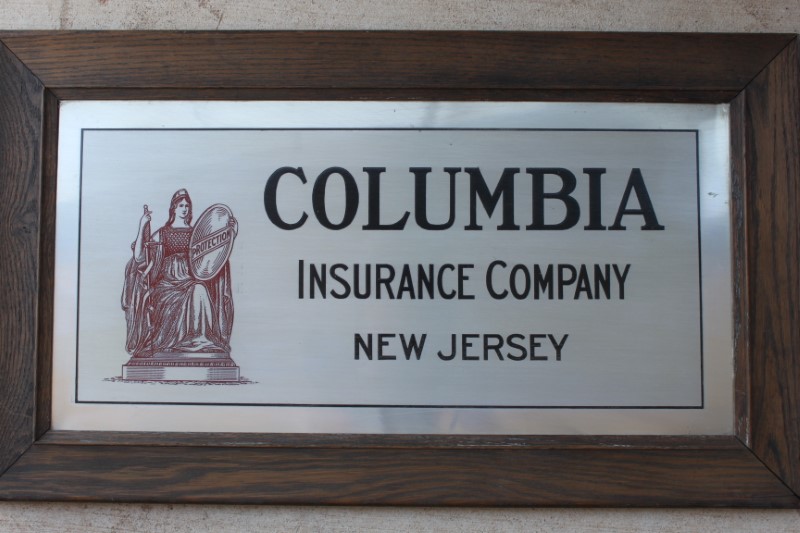 PROTECTION
COLUMBIA
INSURANCE COMPANY
NEW JERSEY